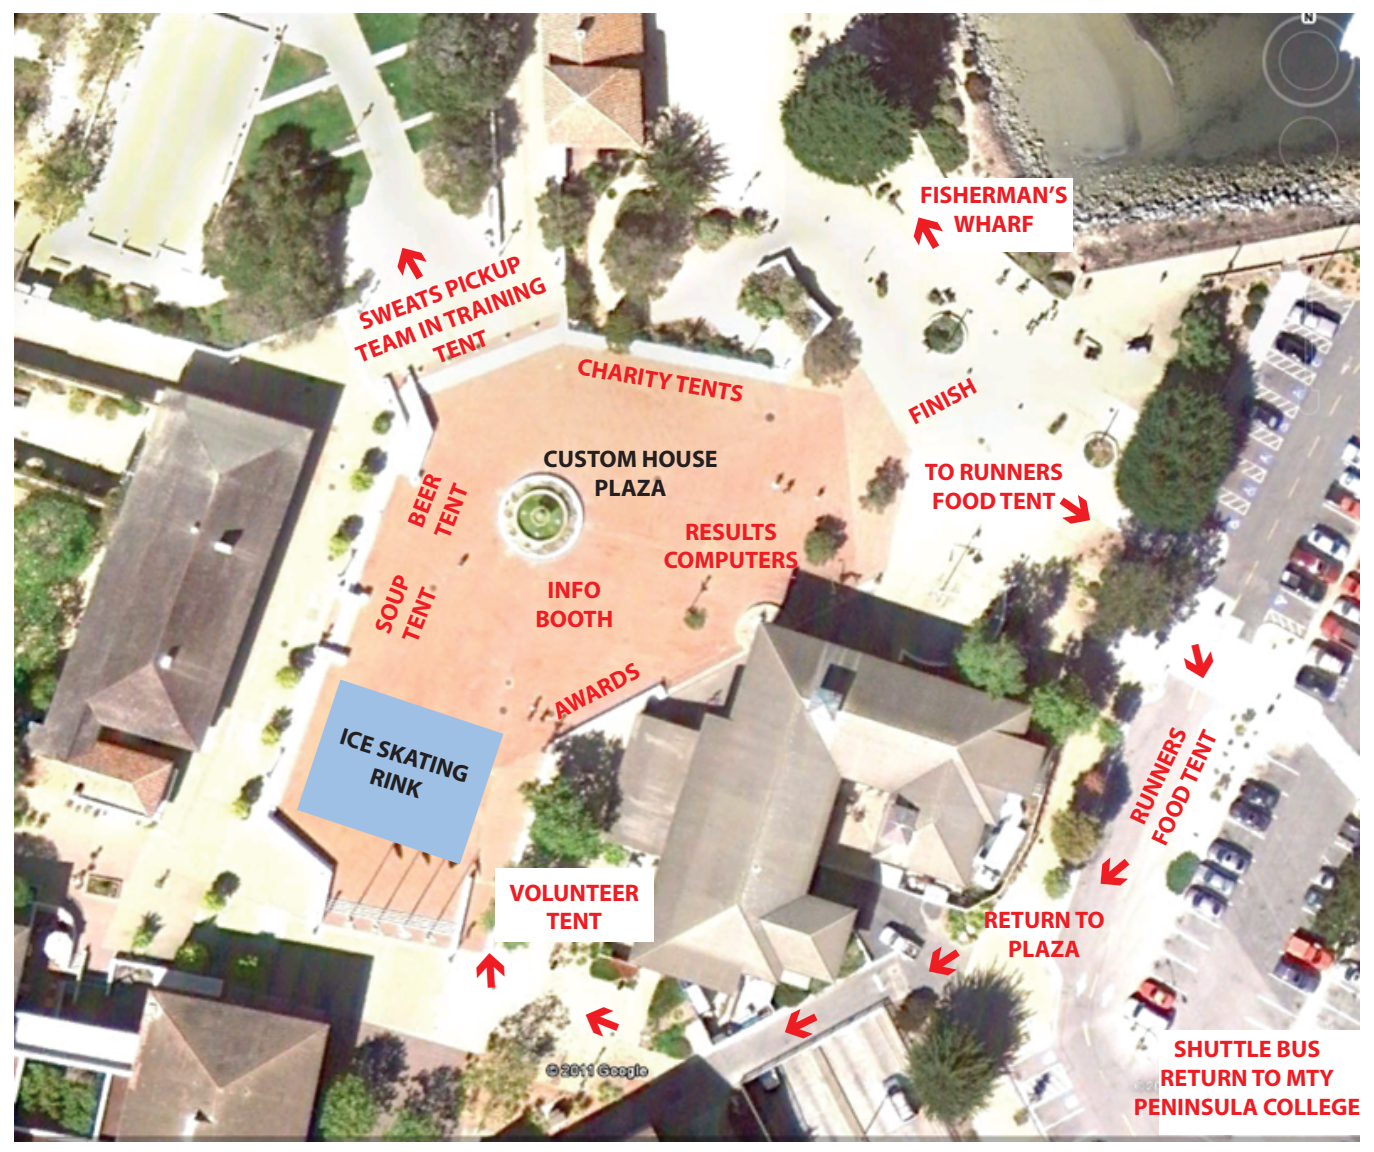 N
FISHERMAN'S
WHARF
SWEATS PICKUP
TEAM IN TRAINING
TENT
CHARITY TENTS
FINISH
CUSTOM HOUSE
PLAZA
TO RUNNERS
FOOD TENT
BEER
TENT
RESULTS
COMPUTERS
SOUP
TENT
INFO
BOOTH
AWARDS
ICE SKATING
RINK
RUNNERS
FOOD TENT
VOLUNTEER
TENT
RETURN TO
PLAZA
© 2011 Google
SHUTTLE BUS
RETURN TO MTY
PENINSULA COLLEGE